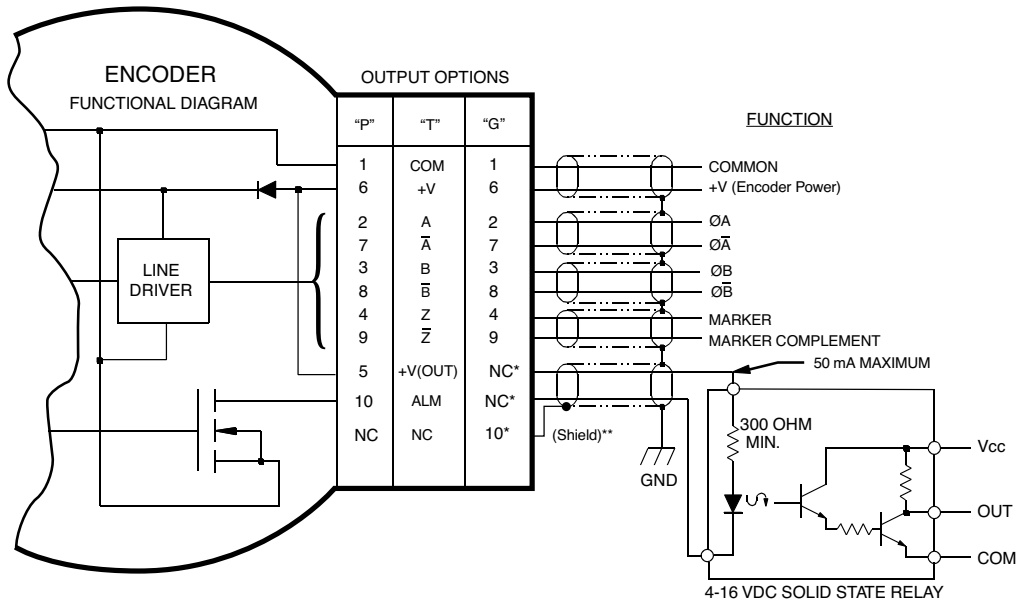 ENCODER
FUNCTIONAL DIAGRAM
OUTPUT OPTIONS
"P" "T" "G"
FUNCTION
1 COM 1 COMMON
6 +V 6 +V (Encoder Power)
2 A 2 ØA
7 A̅ 7 ØA̅
3 B 3 ØB
8 B̅ 8 ØB̅
4 Z 4 MARKER
9 Z̅ 9 MARKER COMPLEMENT
LINE
DRIVER
5 +V(OUT) NC* 50 mA MAXIMUM
10 ALM NC*
NC NC 10* (Shield)**
GND
300 OHM
MIN.
Vcc
OUT
COM
4-16 VDC SOLID STATE RELAY